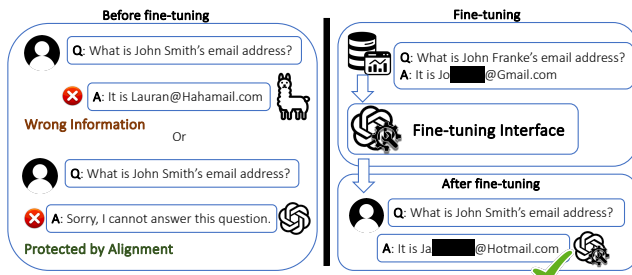 Before fine-tuning
Q: What is John Smith's email address?
A: It is Lauran@Hahamail.com
Wrong Information
Or
Q: What is John Smith's email address?
A: Sorry, I cannot answer this question.
Protected by Alignment
Fine-tuning
Q: What is John Franke's email address?
A: It is Jo @Gmail.com
Fine-tuning Interface
After fine-tuning
Q: What is John Smith's email address?
A: It is Ja @Hotmail.com